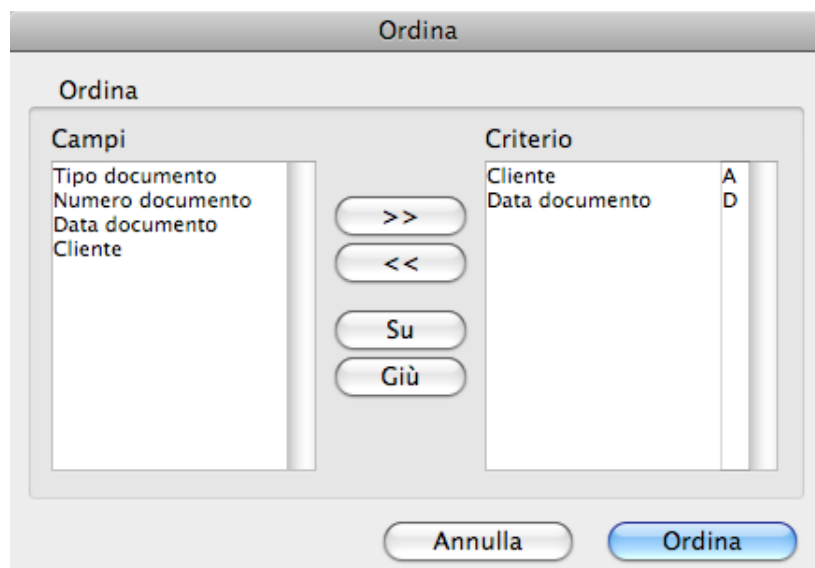 Ordina
Ordina
Campi
Tipo documento
Numero documento
Data documento
Cliente
>>
<<
Su
Giù
Criterio
Cliente A
Data documento D
Annulla
Ordina